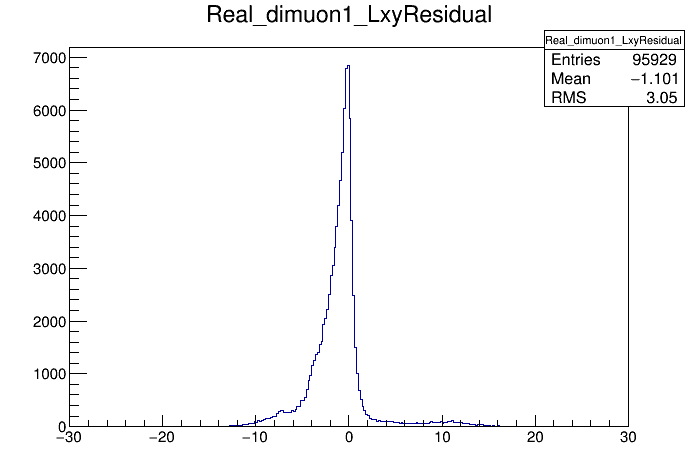 Real_dimuon1_LxyResidual
Real_dimuon1_LxyResidual
Entries 95929
Mean −1.101
RMS 3.05
7000
6000
5000
4000
3000
2000
1000
0
−30 −20 −10 0 10 20 30